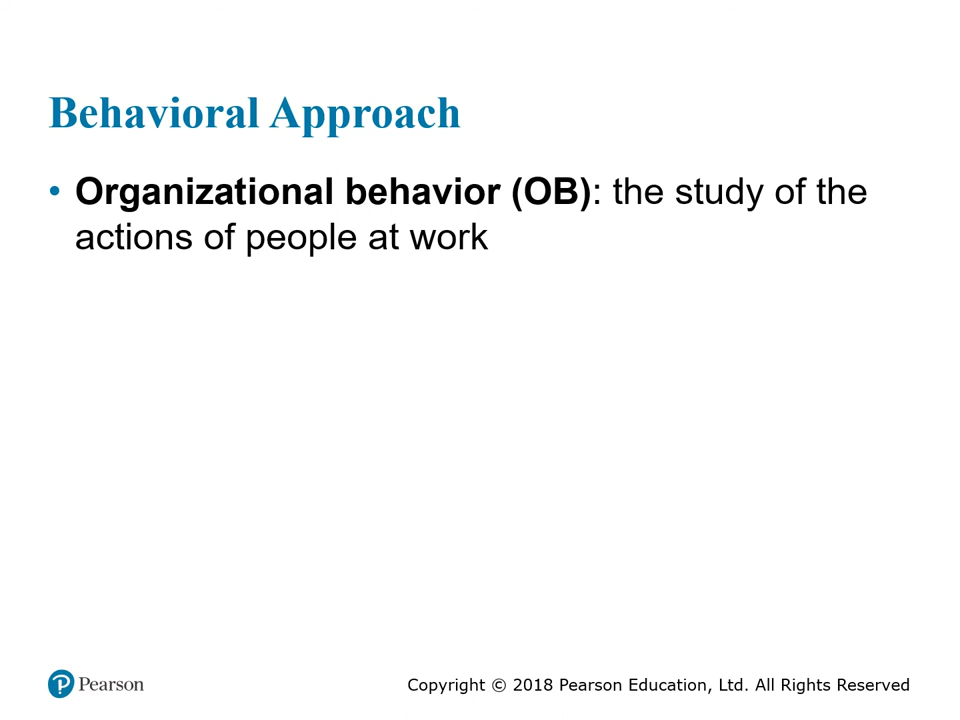 Behavioral Approach
• Organizational behavior (OB): the study of the
actions of people at work
Pearson
Copyright © 2018 Pearson Education, Ltd. All Rights Reserved